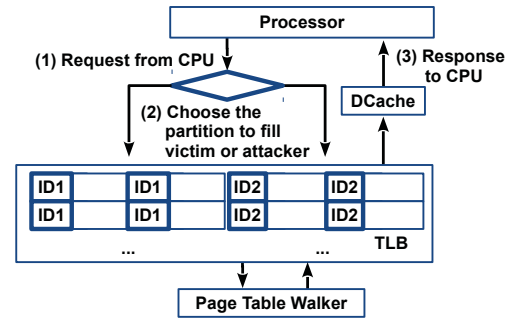 Processor
(1) Request from CPU
(3) Response
to CPU
(2) Choose the
partition to fill
victim or attacker
DCache
ID1 ID1 ID2 ID2
ID1 ID1 ID2 ID2
... ...
TLB
Page Table Walker